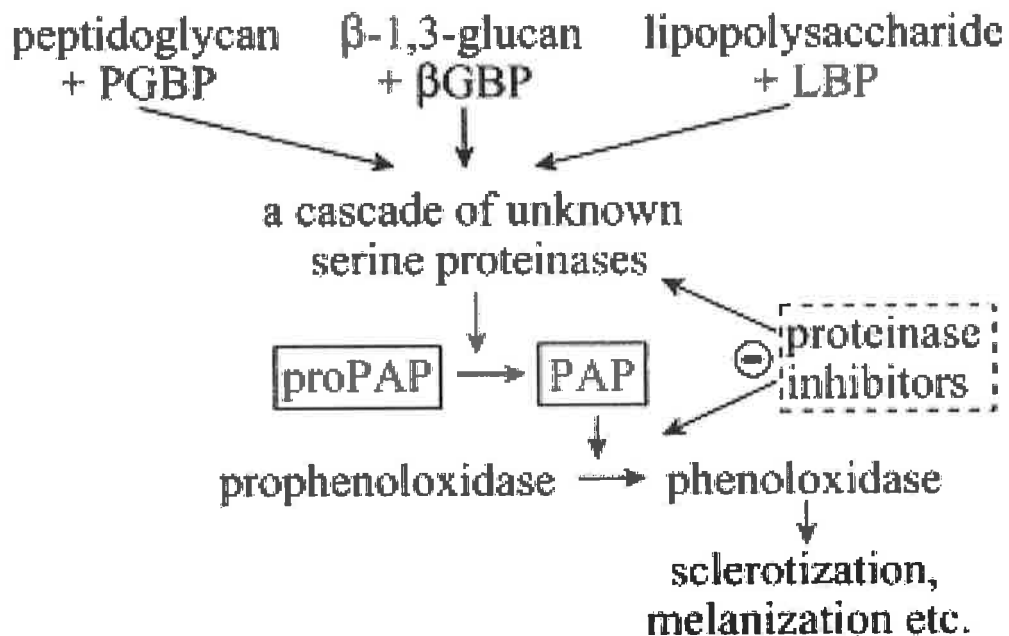 peptidoglycan
+ PGBP
β-1,3-glucan
+ βGBP
lipopolysaccharide
+ LBP
a cascade of unknown
serine proteinases
proPAP
PAP
−
proteinase
inhibitors
prophenoloxidase
phenoloxidase
sclerotization,
melanization etc.